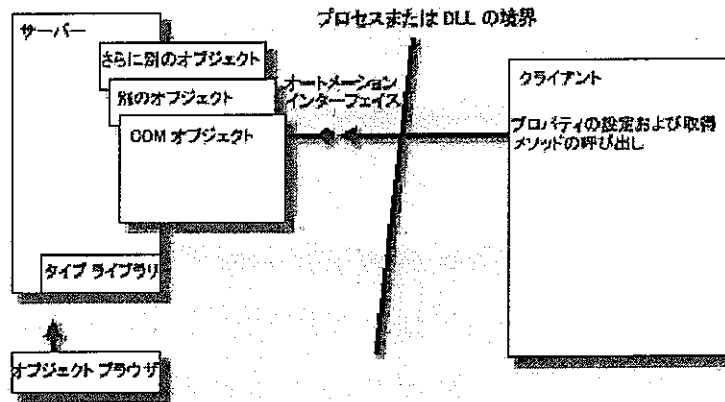 プロセスまたは DLL の境界
サーバー
さらに別のオブジェクト
別のオブジェクト
COM オブジェクト
オートメーション
インターフェイス
クライアント
プロパティの設定および取得
メソッドの呼び出し
タイプ ライブラリ
オブジェクト ブラウザ